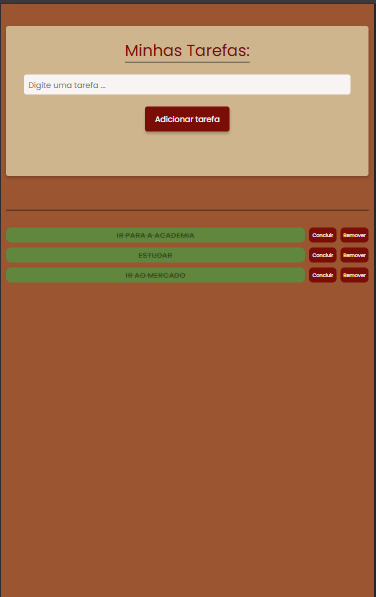 Minhas Tarefas:
Digite uma tarefa ...
Adicionar tarefa
IR PARA A ACADEMIA Concluir Remover
ESTUDAR Concluir Remover
IR AO MERCADO Concluir Remover